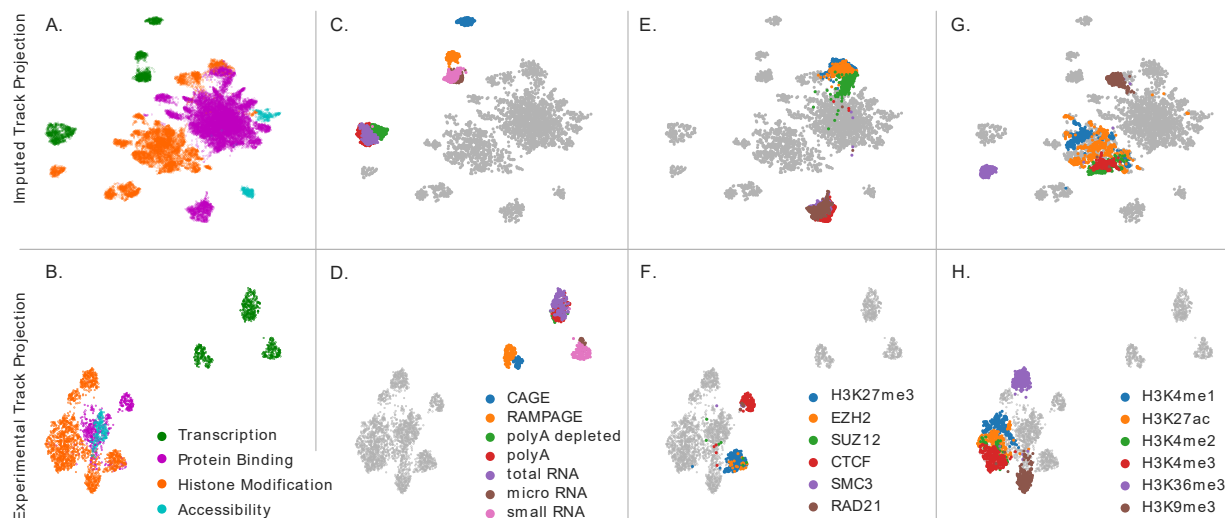 A.
C.
E.
G.
Imputed Track Projection
B.
D.
F.
H.
Experimental Track Projection
Transcription
Protein Binding
Histone Modification
Accessibility
CAGE
RAMPAGE
polyA depleted
polyA
total RNA
micro RNA
small RNA
H3K27me3
EZH2
SUZ12
CTCF
SMC3
RAD21
H3K4me1
H3K27ac
H3K4me2
H3K4me3
H3K36me3
H3K9me3